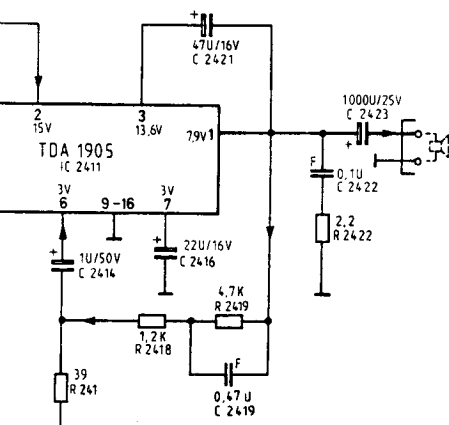 +
47U/16V
C 2421
2
15V
3
13,6V
7,9V 1
1000U/25V
C 2423
+
TDA 1905
IC 2411
F
0,1U
C 2422
3V
6
9-16
3V
7
2,2
R 2422
+
1U/50V
C 2414
+
22U/16V
C 2416
4,7K
R 2419
1,2K
R 2418
F
0,47U
C 2419
39
R 241